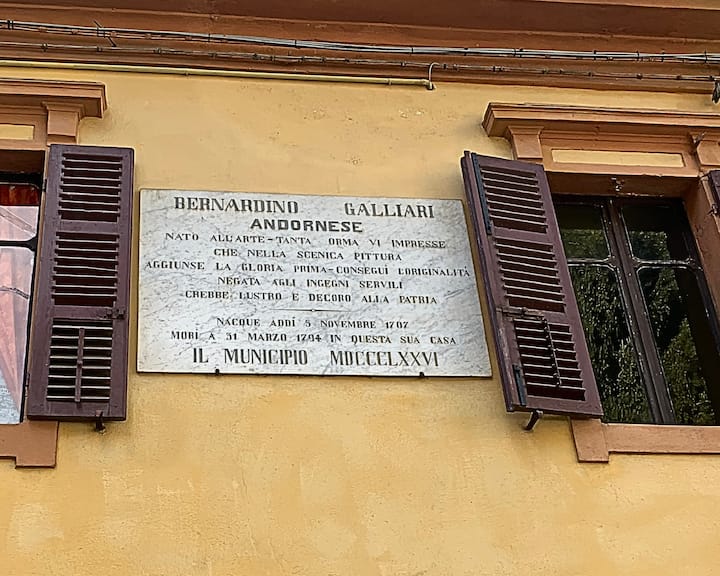 BERNARDINO GALLIARI
ANDORNESE
NATO ALL'ARTE-TANTA ORMA VI IMPRESSE
CHE NELLA SCENICA PITTURA
AGGIUNSE LA GLORIA PRIMA-CONSEGUÌ L'ORIGINALITÀ
NEGATA AGLI INGEGNI SERVILI
CREBBE LUSTRO E DECORO ALLA PATRIA
NACQUE ADDÌ 5 NOVEMBRE 1707
MORÌ A 31 MARZO 1794 IN QUESTA SUA CASA
IL MUNICIPIO MDCCCLXXVI